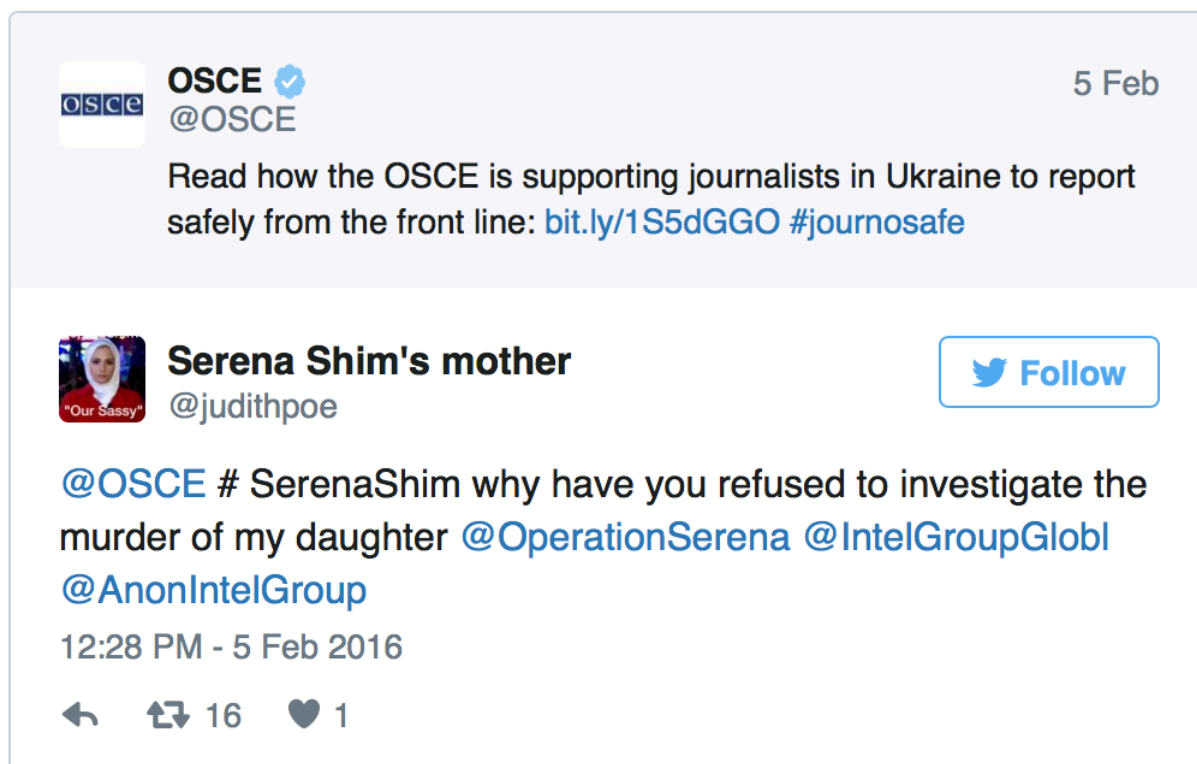 osce
OSCE
5 Feb
@OSCE
Read how the OSCE is supporting journalists in Ukraine to report
safely from the front line: bit.ly/1S5dGGO #journosafe
Serena Shim's mother
Follow
@judithpoe
"Our Sassy"
@OSCE # SerenaShim why have you refused to investigate the
murder of my daughter @OperationSerena @IntelGroupGlobl
@AnonIntelGroup
12:28 PM - 5 Feb 2016
16
1